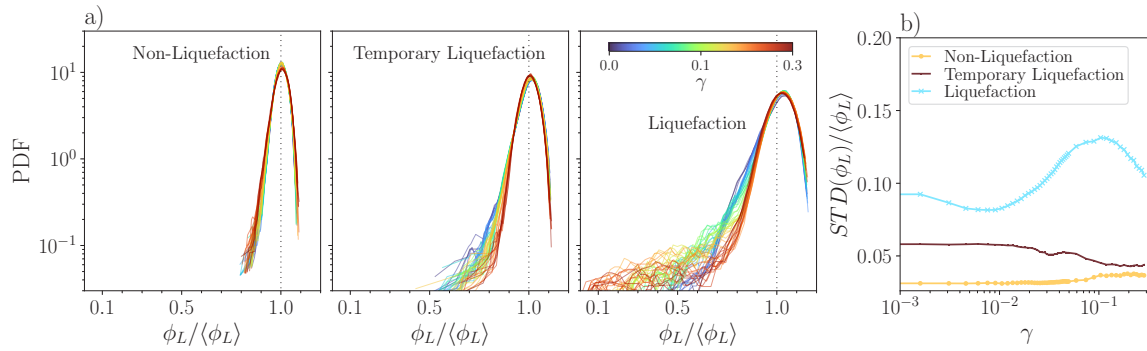 a)
Non-Liquefaction
Temporary Liquefaction
Liquefaction
0.0 0.1 0.3
γ
PDF
10^1
10^0
10^{-1}
0.1 0.5 1.0
0.1 0.5 1.0
0.1 0.5 1.0
ϕ_L/⟨ϕ_L⟩
ϕ_L/⟨ϕ_L⟩
ϕ_L/⟨ϕ_L⟩
b)
Non-Liquefaction
Temporary Liquefaction
Liquefaction
STD(ϕ_L)/⟨ϕ_L⟩
0.20
0.15
0.10
0.05
10^{-3} 10^{-2} 10^{-1}
γ